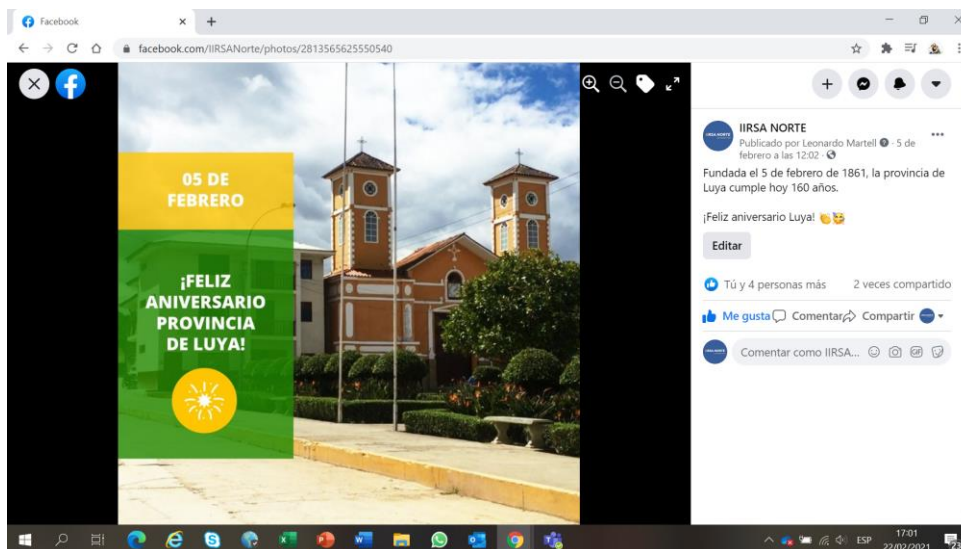 Facebook
facebook.com/IIRSANorte/photos/2813565625550540
05 DE
FEBRERO
¡FELIZ
ANIVERSARIO
PROVINCIA
DE LUYA!
IIRSA NORTE
Publicado por Leonardo Martell · 5 de
febrero a las 12:02 ·
Fundada el 5 de febrero de 1861, la provincia de
Luya cumple hoy 160 años.
¡Feliz aniversario Luya!
Editar
Tú y 4 personas más 2 veces compartido
Me gusta Comentar Compartir
Comentar como IIRSA... GIF
ESP
17:01
22/02/2021
23